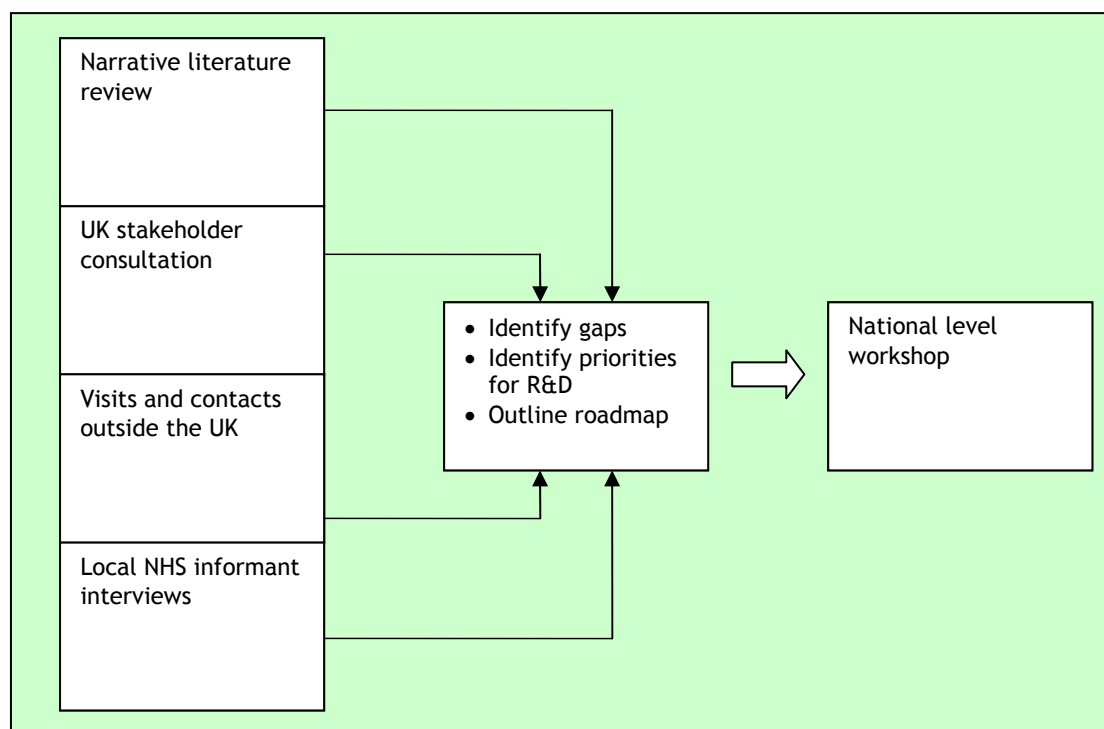 Narrative literature
review
UK stakeholder
consultation
Visits and contacts
outside the UK
Local NHS informant
interviews
• Identify gaps
• Identify priorities
for R&D
• Outline roadmap
National level
workshop